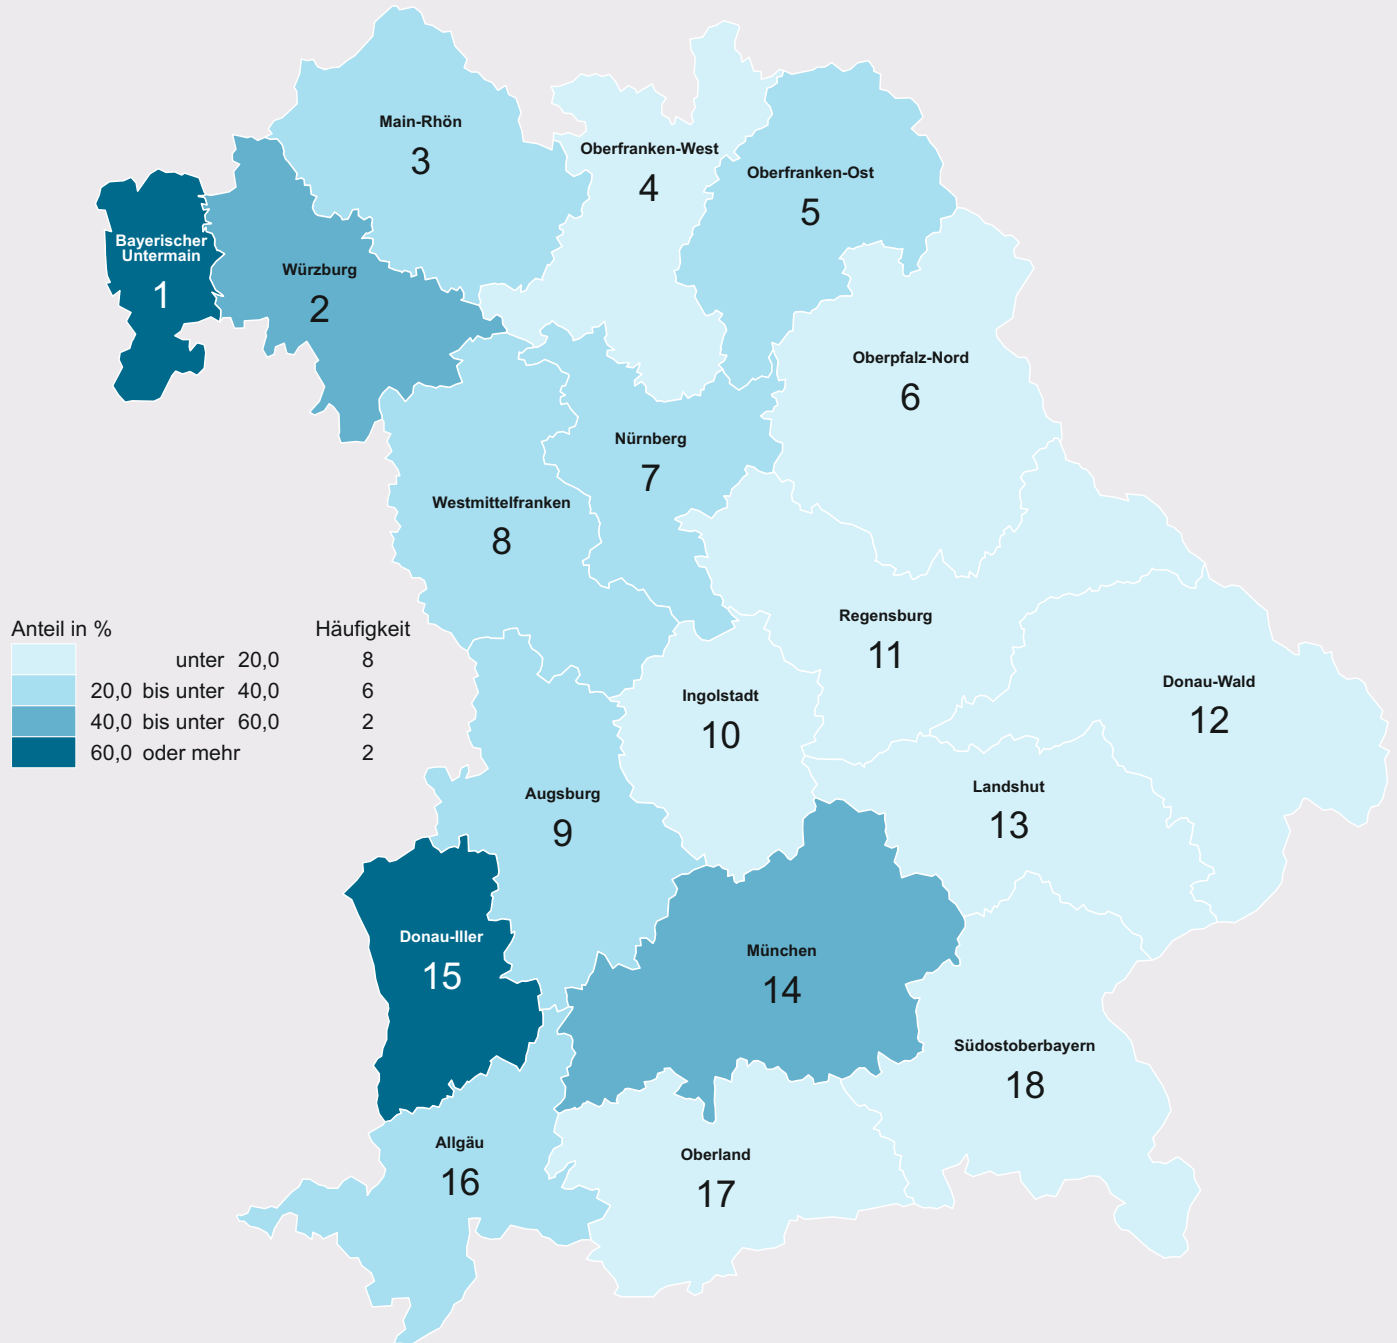 Main-Rhön
3
Oberfranken-West
4
Oberfranken-Ost
5
Bayerischer
Untermain
1
Würzburg
2
Oberpfalz-Nord
6
Nürnberg
7
Westmittelfranken
8
Anteil in % Häufigkeit
unter 20,0 8
20,0 bis unter 40,0 6
40,0 bis unter 60,0 2
60,0 oder mehr 2
Regensburg
11
Ingolstadt
10
Donau-Wald
12
Augsburg
9
Landshut
13
Donau-Iller
15
München
14
Südostoberbayern
18
Allgäu
16
Oberland
17